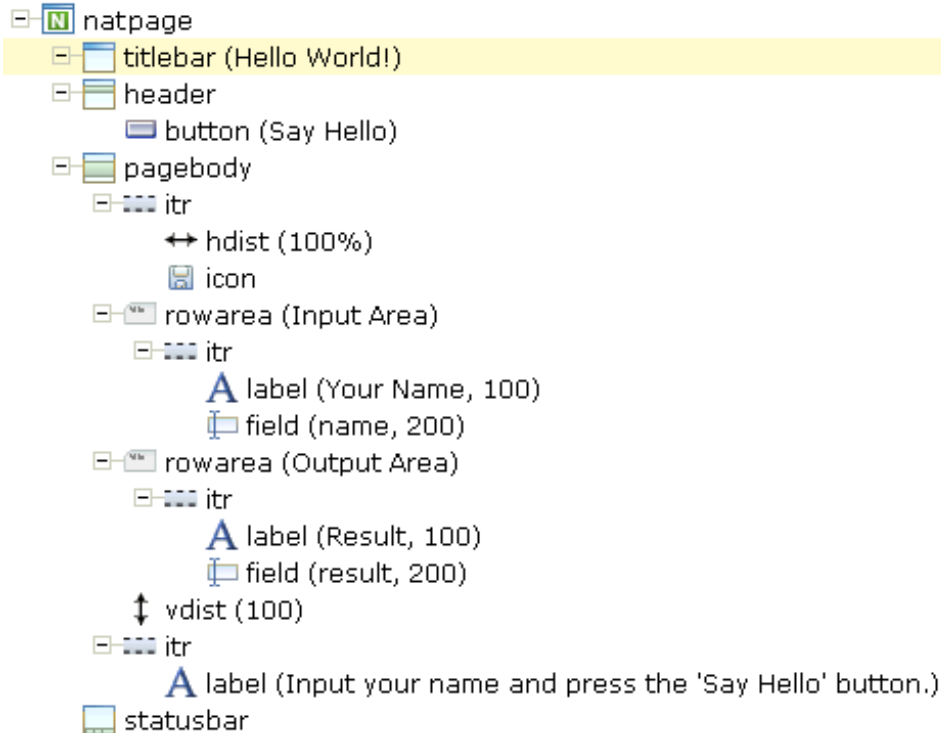 natpage
titlebar (Hello World!)
header
button (Say Hello)
pagebody
itr
hdist (100%)
icon
rowarea (Input Area)
itr
label (Your Name, 100)
field (name, 200)
rowarea (Output Area)
itr
label (Result, 100)
field (result, 200)
vdist (100)
itr
label (Input your name and press the 'Say Hello' button.)
statusbar